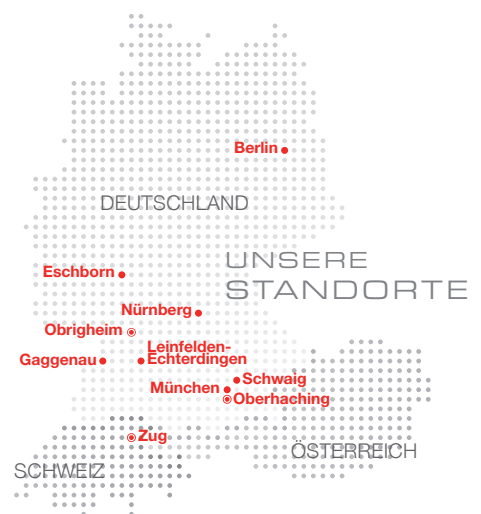 Berlin
DEUTSCHLAND
UNSERE
STANDORTE
Eschborn
Nürnberg
Obrigheim
Leinfelden-
Echterdingen
Gaggenau
Schwaig
München
Oberhaching
Zug
ÖSTERREICH
SCHWEIZ